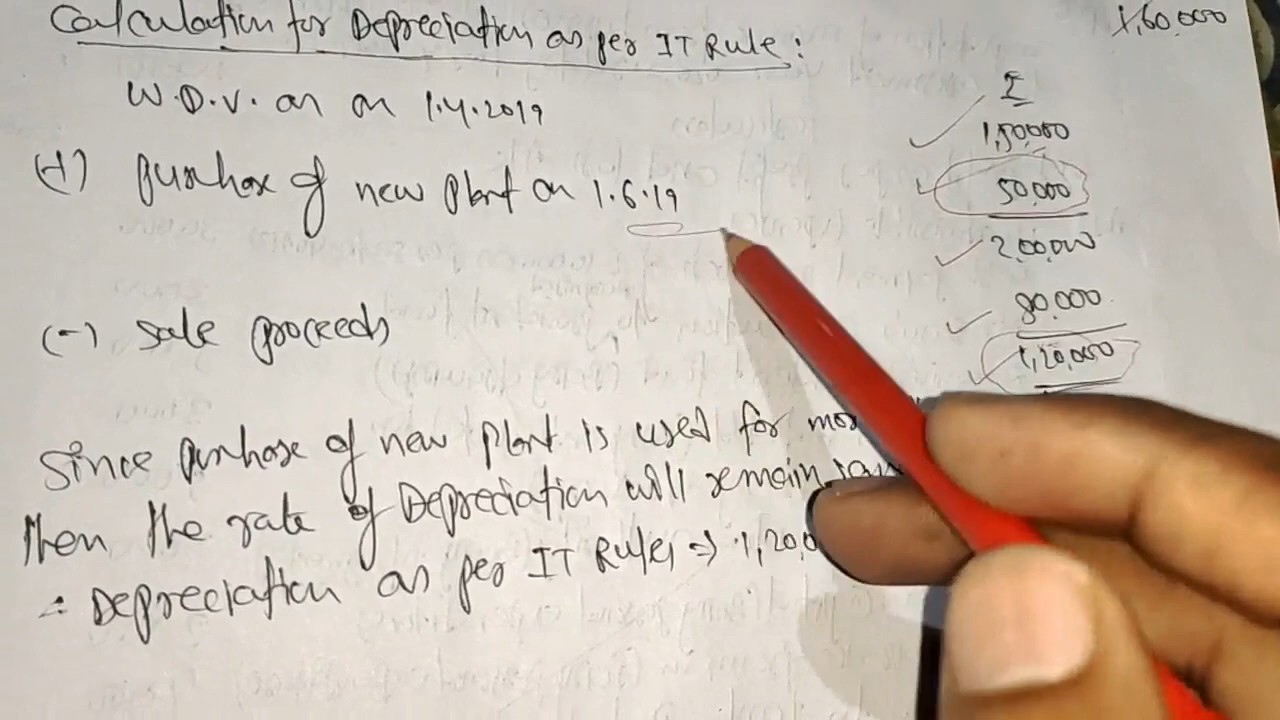 Calculation for Depreciation as per IT Rule:
1,60,000
₹
W.D.V. as on 1.4.2019 1,50,000
(+) purchase of new plant on 1.6.19 50,000
2,00,000
(-) sale proceeds 80,000
1,20,000
Since purchase of new plant is used for
then the rate of Depreciation will remain
∴ Depreciation as per IT Rules ⇒ 1,20,0